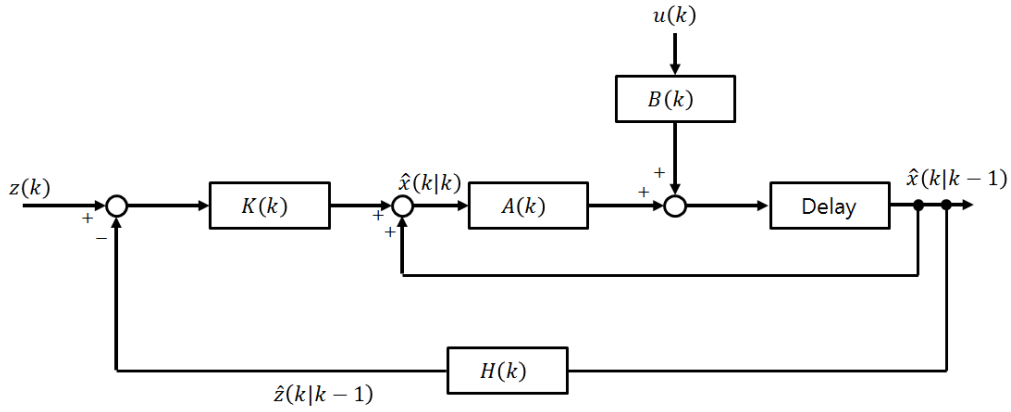 u(k)
B(k)
+
z(k)
+
−
K(k)
+
x̂(k|k)
+
A(k)
+
Delay
x̂(k|k − 1)
H(k)
ẑ(k|k − 1)